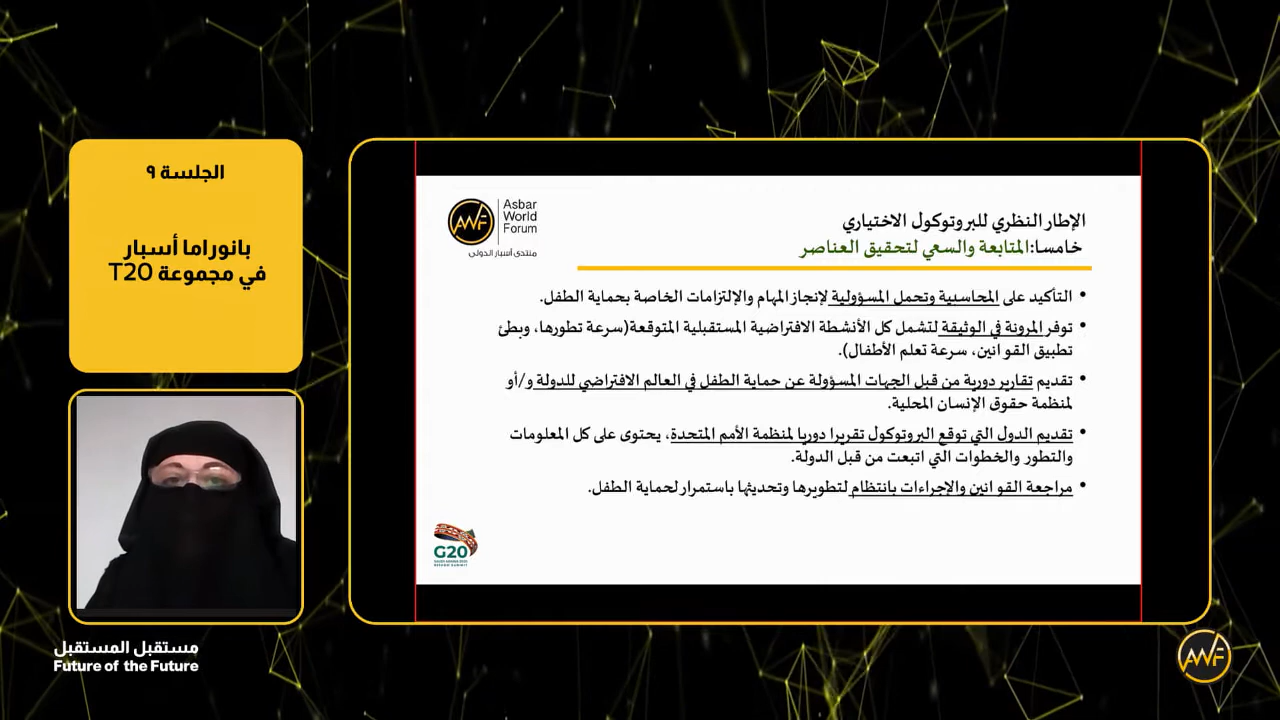 الجلسة ٩
بانوراما أسبار
في مجموعة T20
Asbar
World
Forum
منتدى أسبار الدولي
الإطار النظري للبروتوكول الاختياري
خامسا:المتابعة والسعي لتحقيق العناصر
• التأكيد على المحاسبية وتحمل المسؤولية لإنجاز المهام والإلتزامات الخاصة بحماية الطفل.
• توفر المرونة في الوثيقة لتشمل كل الأنشطة الافتراضية المستقبلية المتوقعة(سرعة تطورها، وبطئ
تطبيق القوانين، سرعة تعلم الأطفال).
• تقديم تقارير دورية من قبل الجهات المسؤولة عن حماية الطفل في العالم الافتراضي للدولة و/أو
لمنظمة حقوق الإنسان المحلية.
• تقديم الدول التي توقع البروتوكول تقريرا دوريا لمنظمة الأمم المتحدة، يحتوى على كل المعلومات
والتطور والخطوات التي اتبعت من قبل الدولة.
• مراجعة القوانين والإجراءات بانتظام لتطويرها وتحديثها باستمرار لحماية الطفل.
G20
مستقبل المستقبل
Future of the Future
AWF